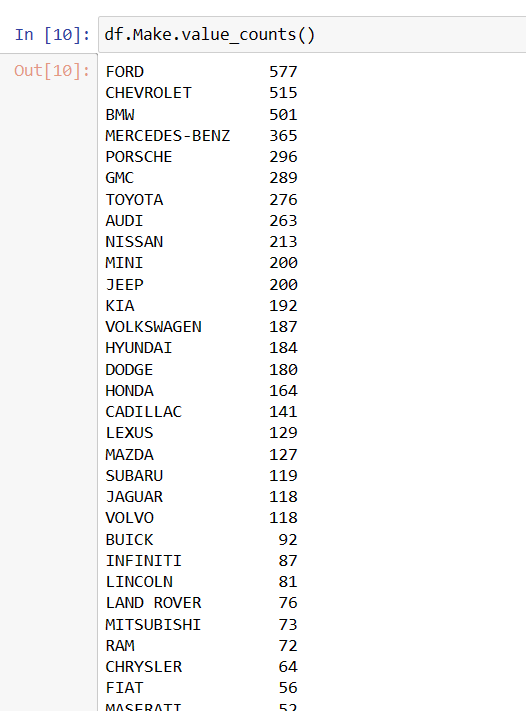 In [10]: df.Make.value_counts()
Out[10]: FORD 577
CHEVROLET 515
BMW 501
MERCEDES-BENZ 365
PORSCHE 296
GMC 289
TOYOTA 276
AUDI 263
NISSAN 213
MINI 200
JEEP 200
KIA 192
VOLKSWAGEN 187
HYUNDAI 184
DODGE 180
HONDA 164
CADILLAC 141
LEXUS 129
MAZDA 127
SUBARU 119
JAGUAR 118
VOLVO 118
BUICK 92
INFINITI 87
LINCOLN 81
LAND ROVER 76
MITSUBISHI 73
RAM 72
CHRYSLER 64
FIAT 56
MASERATI 52